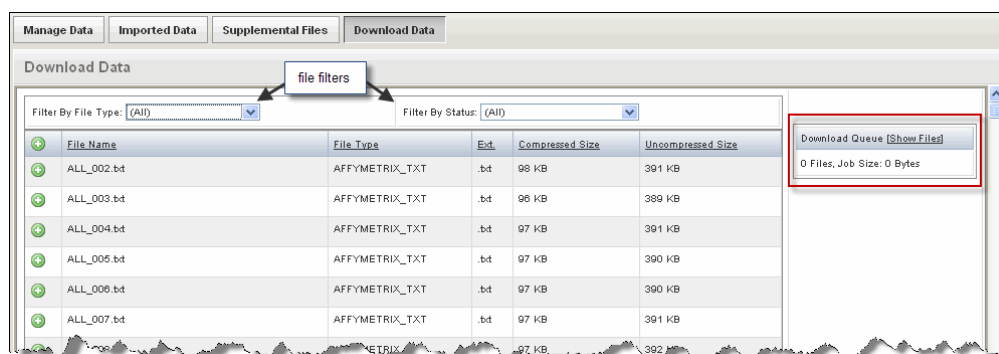 Manage Data Imported Data Supplemental Files Download Data
Download Data
file filters
Filter By File Type: (All) Filter By Status: (All)
File Name File Type Ext. Compressed Size Uncompressed Size
ALL_002.txt AFFYMETRIX_TXT .txt 98 KB 391 KB
ALL_003.txt AFFYMETRIX_TXT .txt 96 KB 389 KB
ALL_004.txt AFFYMETRIX_TXT .txt 97 KB 391 KB
ALL_005.txt AFFYMETRIX_TXT .txt 97 KB 390 KB
ALL_006.txt AFFYMETRIX_TXT .txt 97 KB 390 KB
ALL_007.txt AFFYMETRIX_TXT .txt 97 KB 391 KB
97 KB 392
Download Queue [Show Files]
0 Files, Job Size: 0 Bytes